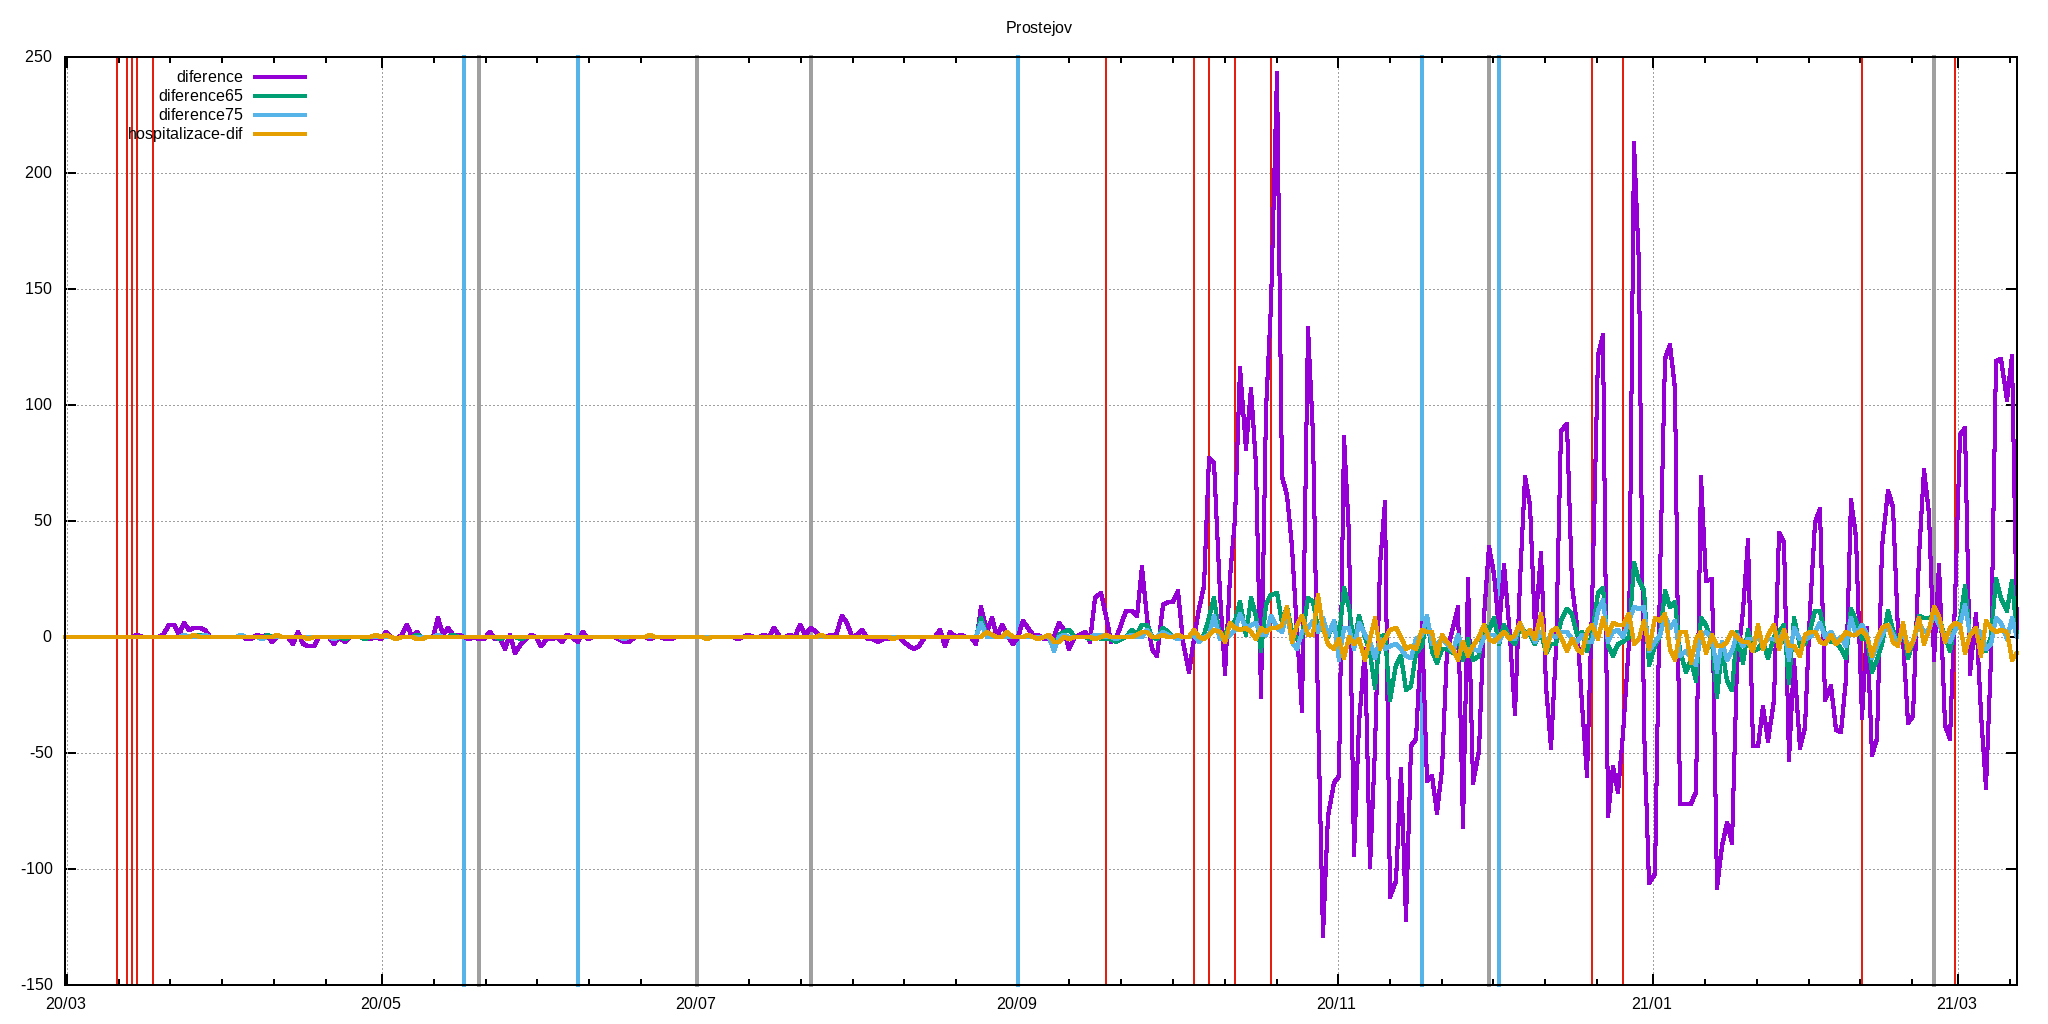 Prostejov
250
200
150
100
50
0
-50
-100
-150
diference
diference65
diference75
hospitalizace-dif
20/03 20/05 20/07 20/09 20/11 21/01 21/03